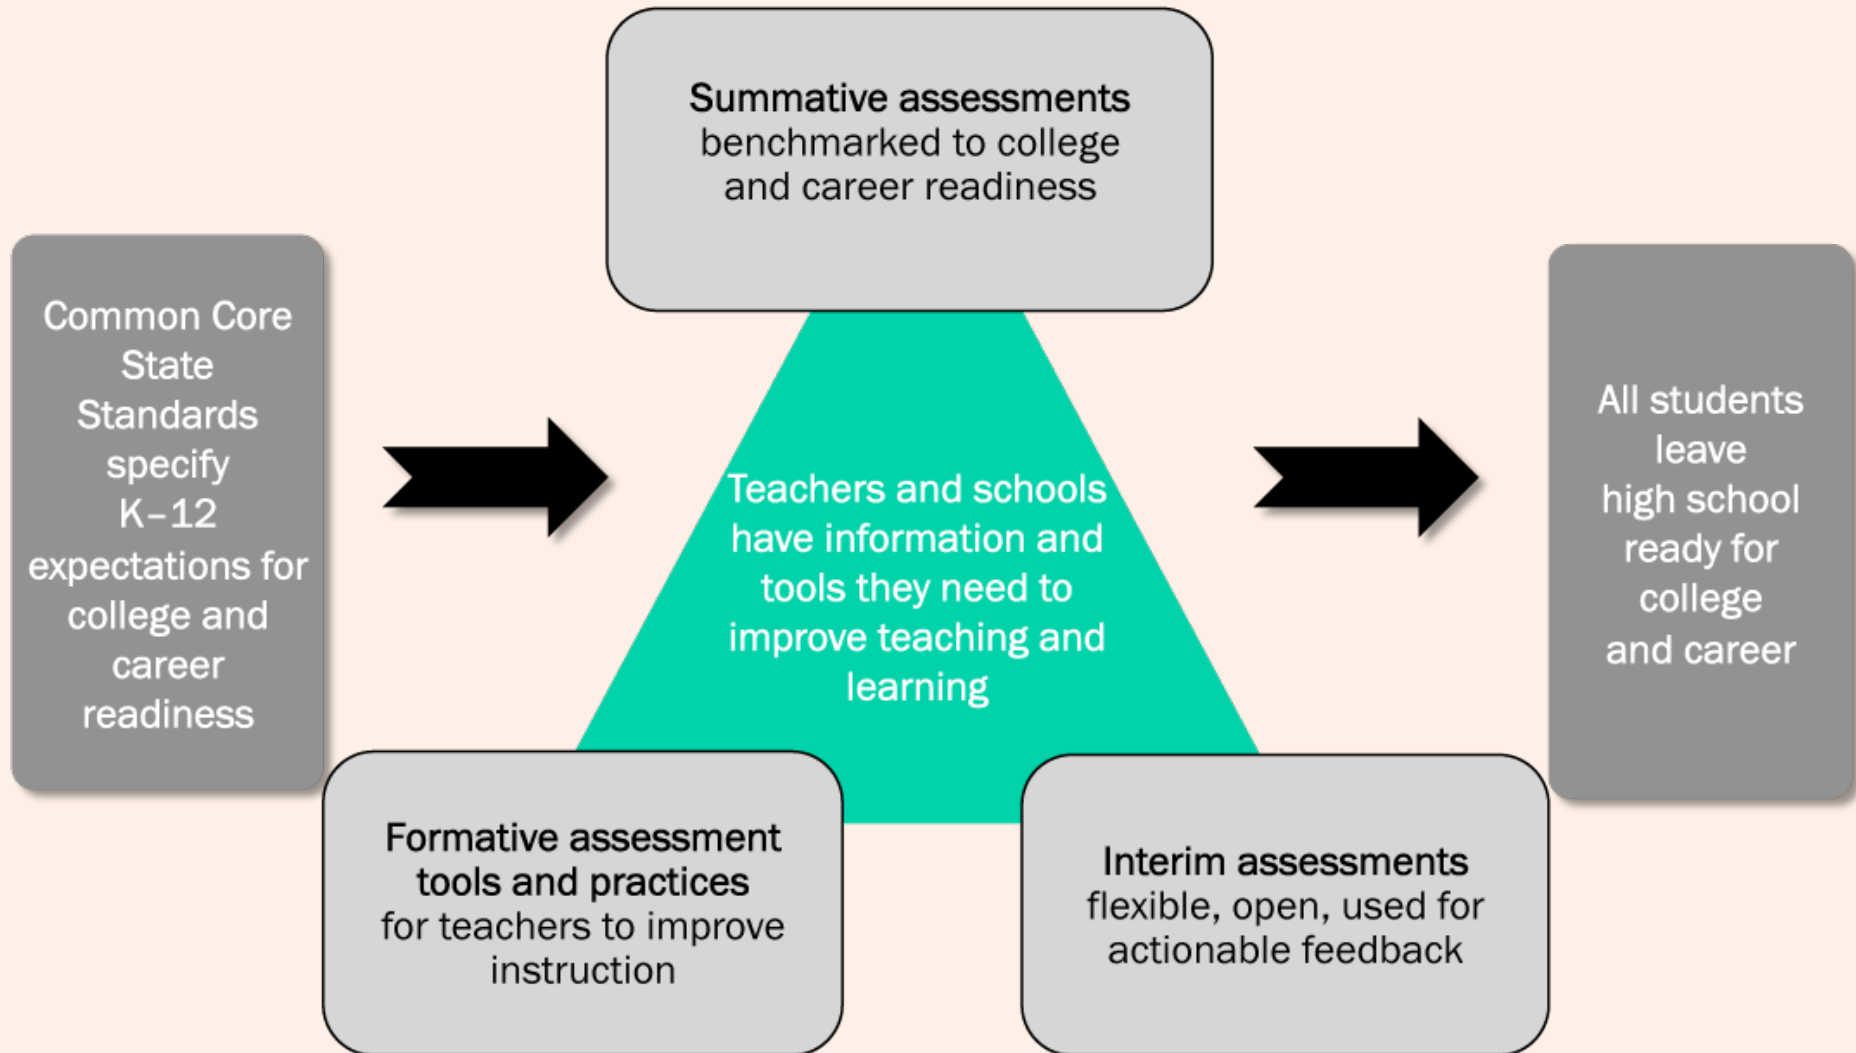 Summative assessments
benchmarked to college
and career readiness
Common Core
State
Standards
specify
K–12
expectations for
college and
career
readiness
Teachers and schools
have information and
tools they need to
improve teaching and
learning
All students
leave
high school
ready for
college
and career
Formative assessment
tools and practices
for teachers to improve
instruction
Interim assessments
flexible, open, used for
actionable feedback